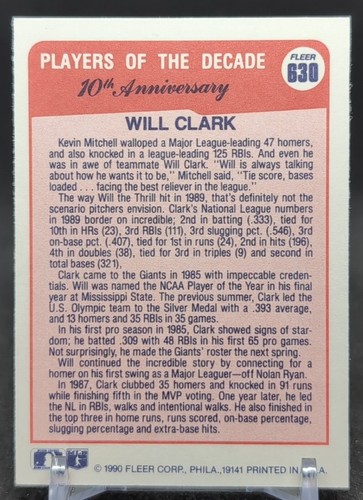 PLAYERS OF THE DECADE
FLEER
630
10th Anniversary
WILL CLARK
Kevin Mitchell walloped a Major League-leading 47 homers,
and also knocked in a league-leading 125 RBIs. And even he
was in awe of teammate Will Clark. "Will is always talking
about how he wants it to be," Mitchell said, "Tie score, bases
loaded . . . facing the best reliever in the league."
The way Will the Thrill hit in 1989, that's definitely not the
scenario pitchers envision. Clark's National League numbers
in 1989 border on incredible; 2nd in batting (.333), tied for
10th in HRs (23), 3rd RBIs (111), 3rd slugging pct. (.546), 3rd
on-base pct. (.407), tied for 1st in runs (24), 2nd in hits (196),
4th in doubles (38), tied for 3rd in triples (9) and second in
total bases (321).
Clark came to the Giants in 1985 with impeccable creden-
tials. Will was named the NCAA Player of the Year in his final
year at Mississippi State. The previous summer, Clark led the
U.S. Olympic team to the Silver Medal with a .393 average,
and 13 homers and 35 RBIs in 35 games.
In his first pro season in 1985, Clark showed signs of star-
dom; he batted .309 with 48 RBIs in his first 65 pro games.
Not surprisingly, he made the Giants' roster the next spring.
Will continued the incredible story by connecting for a
homer on his first swing as a Major Leaguer—off Nolan Ryan.
In 1987, Clark clubbed 35 homers and knocked in 91 runs
while finishing fifth in the MVP voting. One year later, he led
the NL in RBIs, walks and intentional walks. He also finished in
the top three in homers, runs, runs scored, on-base percentage,
slugging percentage and extra-base hits.
© 1990 FLEER CORP., PHILA., 19141 PRINTED IN U.S.A.